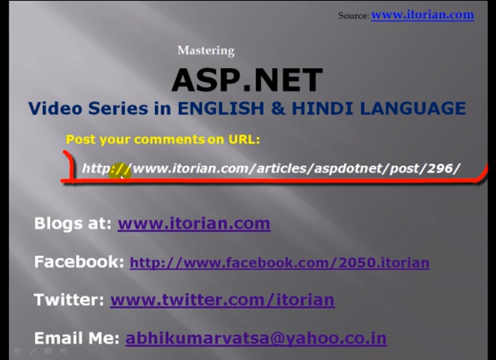 Source: www.itorian.com
Mastering
ASP.NET
Video Series in ENGLISH & HINDI LANGUAGE
Post your comments on URL:
http://www.itorian.com/articles/aspdotnet/post/296/
Blogs at: www.itorian.com
Facebook: http://www.facebook.com/2050.itorian
Twitter: www.twitter.com/itorian
Email Me: abhikumarvatsa@yahoo.co.in